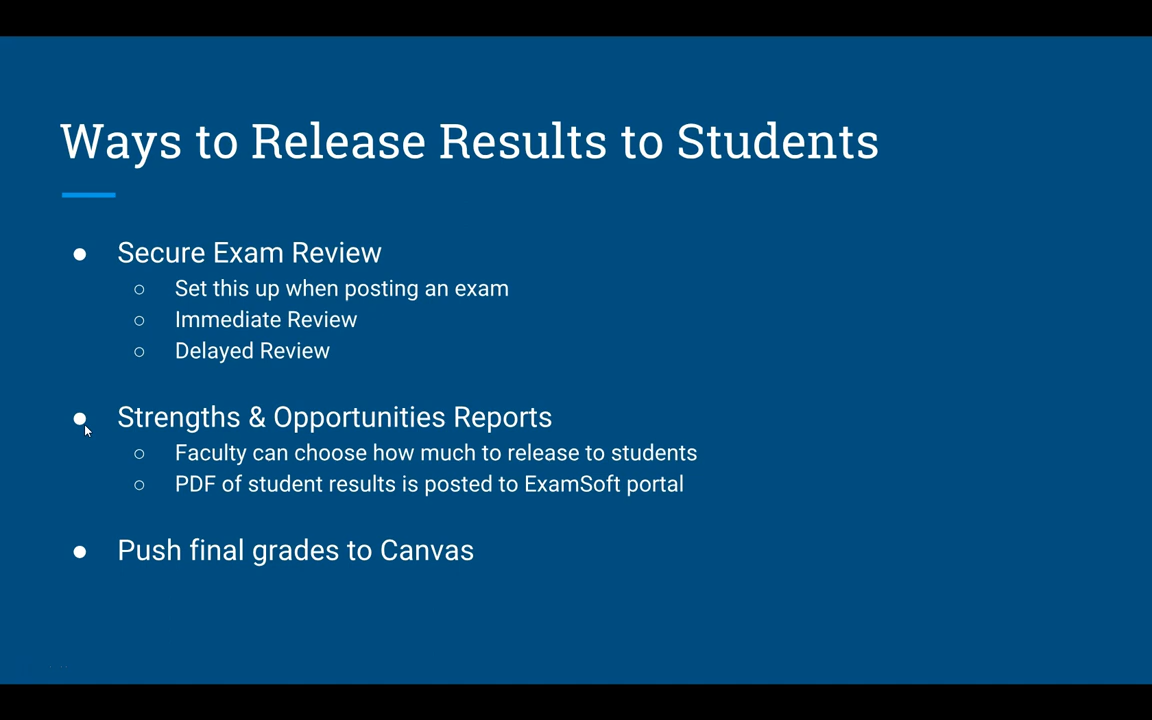 Ways to Release Results to Students
● Secure Exam Review
○ Set this up when posting an exam
○ Immediate Review
○ Delayed Review
● Strengths & Opportunities Reports
○ Faculty can choose how much to release to students
○ PDF of student results is posted to ExamSoft portal
● Push final grades to Canvas